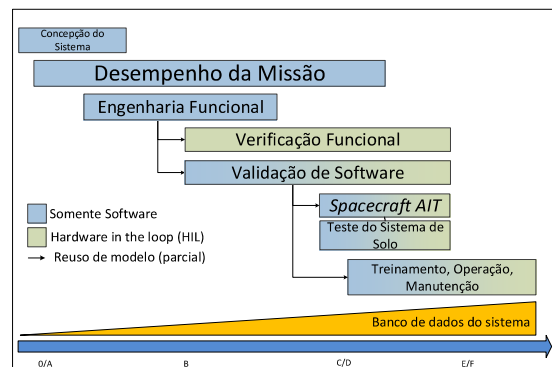 Concepção do
Sistema
Desempenho da Missão
Engenharia Funcional
Verificação Funcional
Validação de Software
Spacecraft AIT
Teste do Sistema de
Solo
Treinamento, Operação,
Manutenção
Somente Software
Hardware in the loop (HIL)
Reuso de modelo (parcial)
Banco de dados do sistema
0/A
B
C/D
E/F